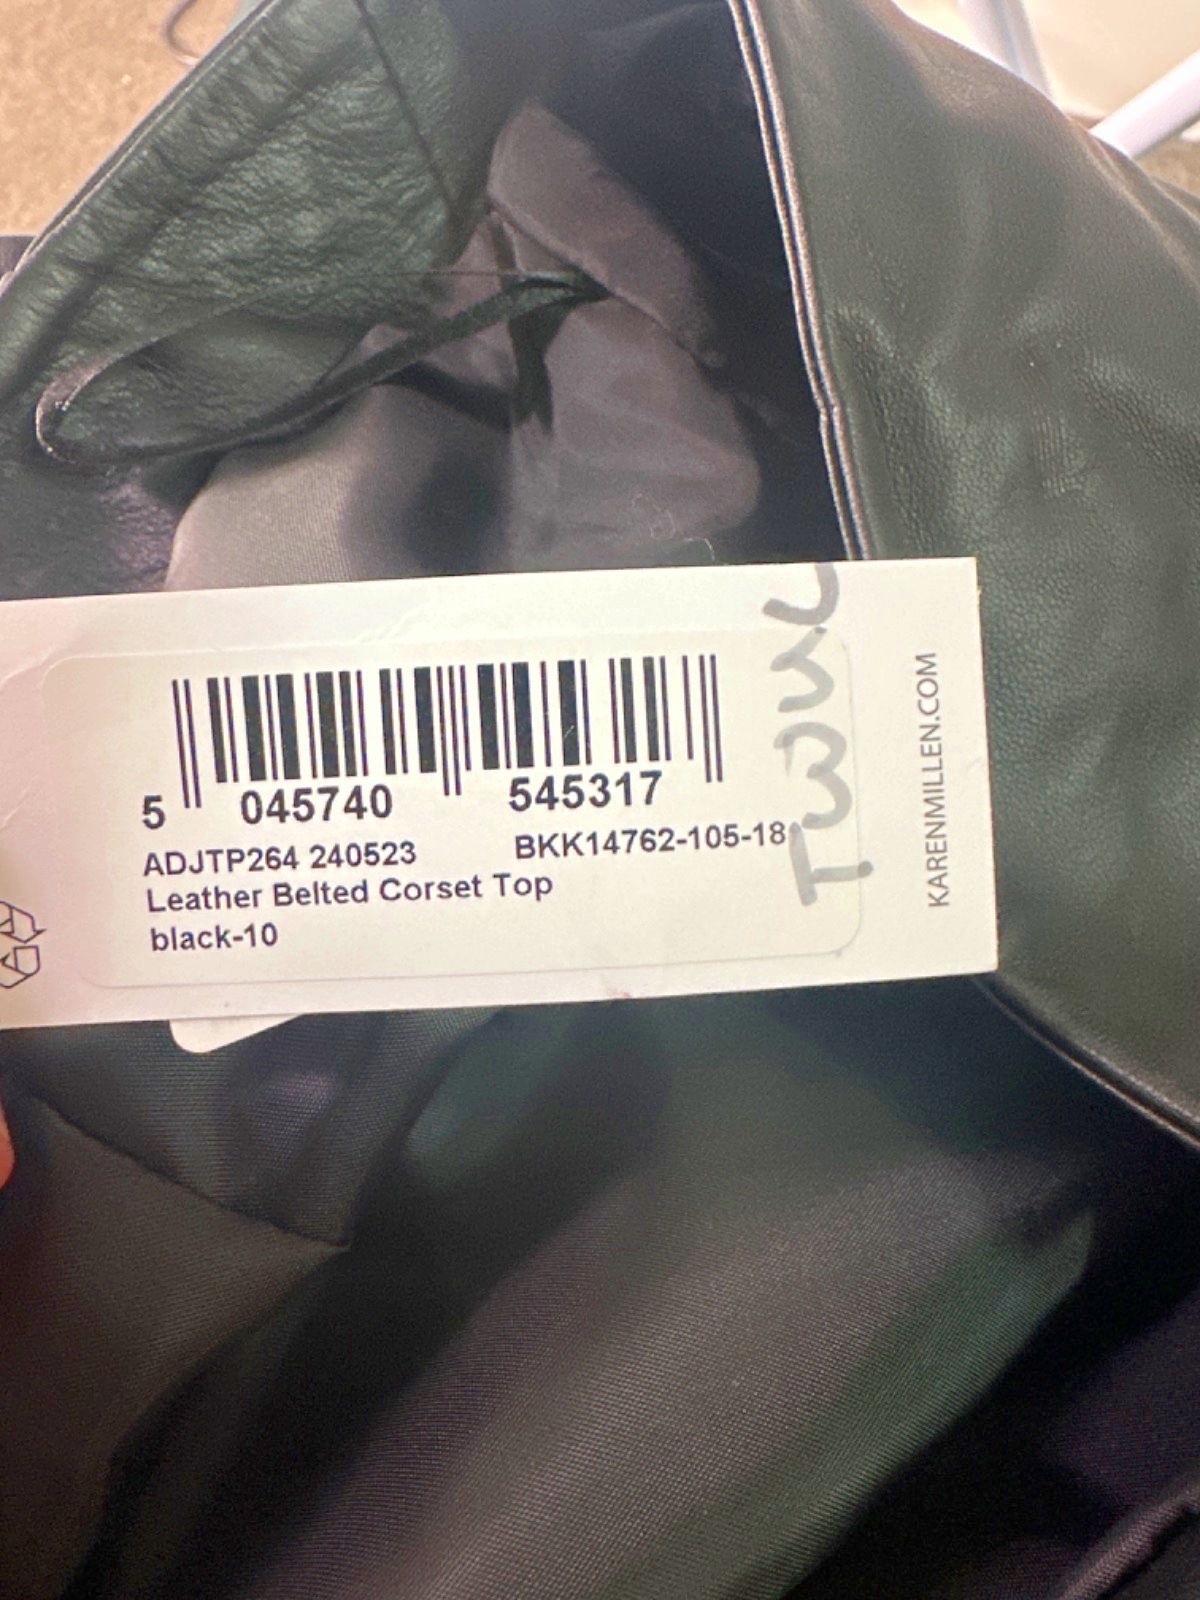 5 045740 545317
ADJTP264 240523 BKK14762-105-18
Leather Belted Corset Top
black-10
KARENMILLEN.COM